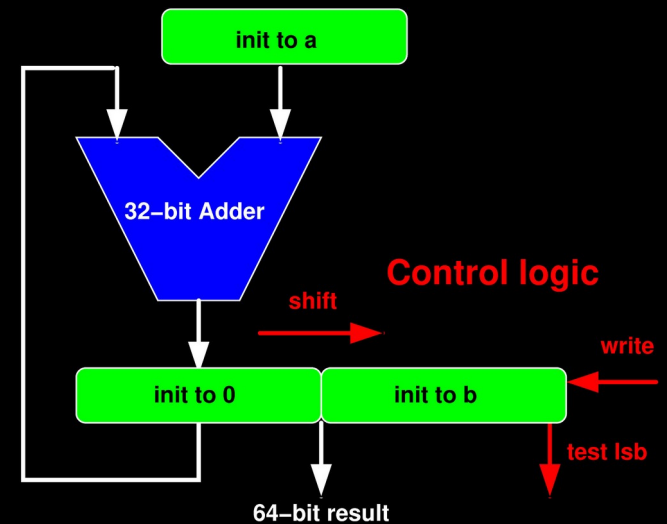 init to a
32−bit Adder
Control logic
shift
write
init to 0
init to b
test lsb
64−bit result